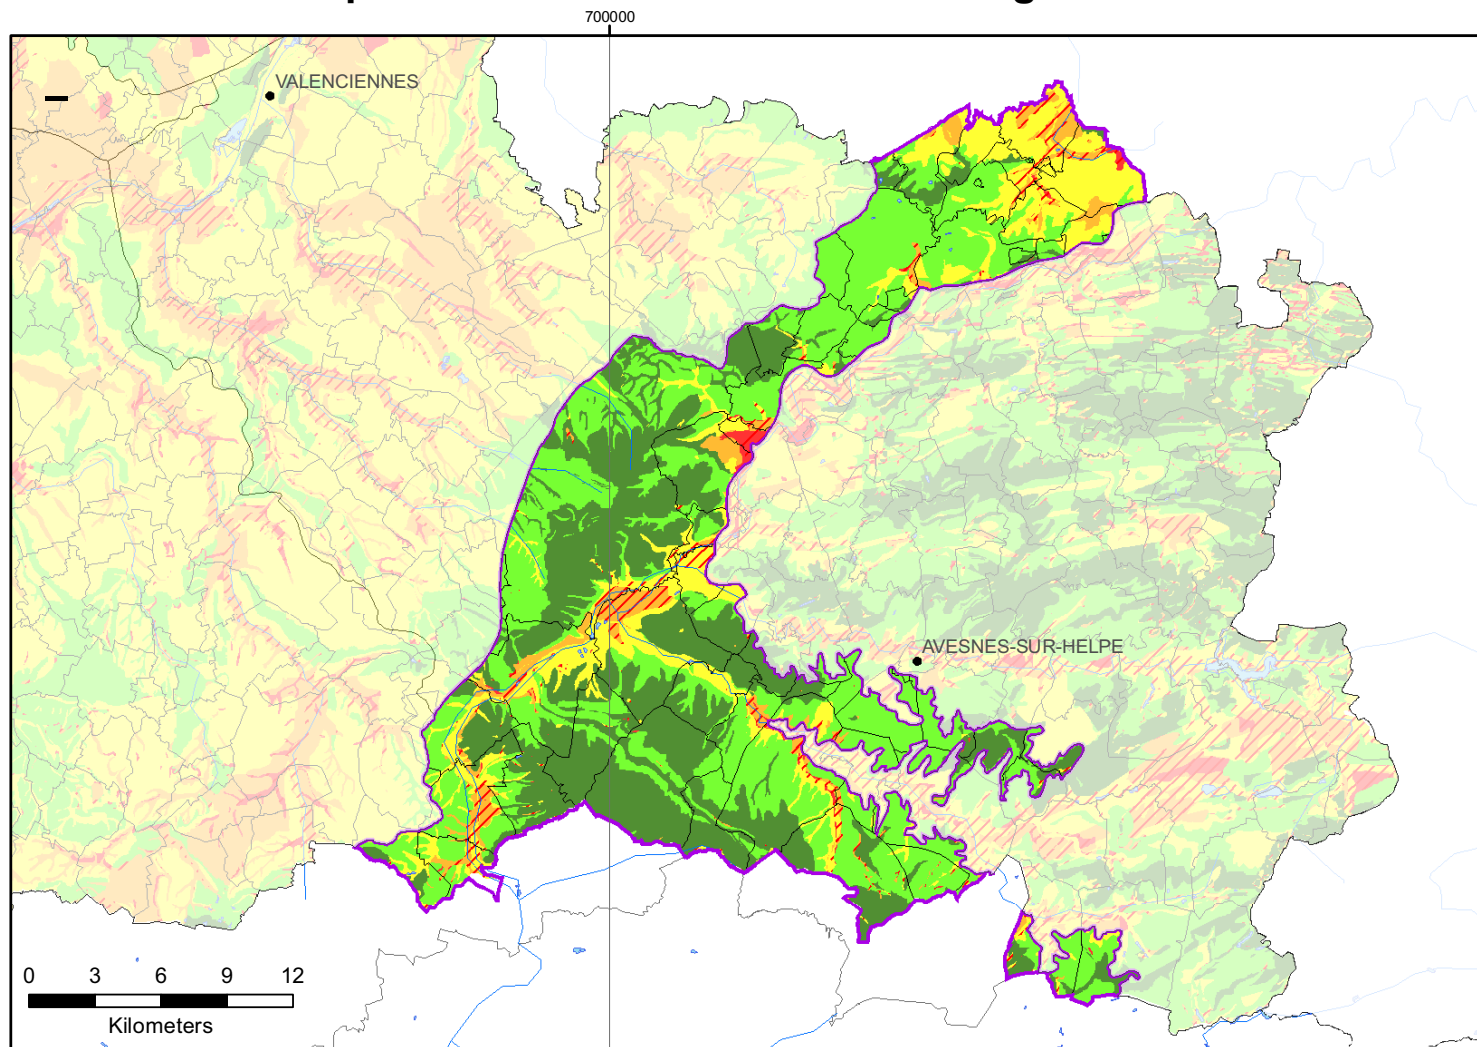 700000
VALENCIENNES
AVESNES-SUR-HELPE
0 3 6 9 12
Kilometers